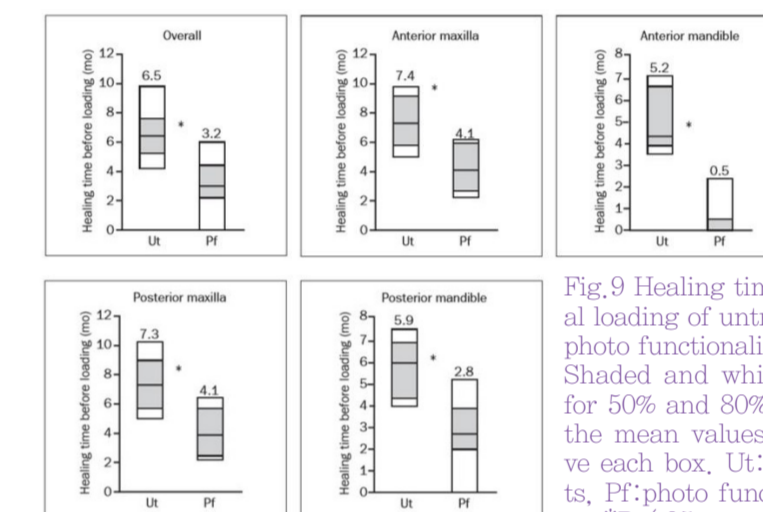 Overall
Healing time before loading (mo)
12
10
8
6
4
2
0
6.5
*
3.2
Ut
Pf
Anterior maxilla
Healing time before loading (mo)
12
10
8
6
4
2
0
7.4
*
4.1
Ut
Pf
Anterior mandible
Healing time before loading (mo)
8
7
6
5
4
3
2
1
0
5.2
*
0.5
Ut
Pf
Posterior maxilla
Healing time before loading (mo)
12
10
8
6
4
2
0
7.3
*
4.1
Ut
Pf
Posterior mandible
Healing time before loading (mo)
8
7
6
5
4
3
2
1
0
5.9
*
2.8
Ut
Pf
Fig.9 Healing tim
al loading of untr
photo functionali
Shaded and whi
for 50% and 80%
the mean values
ve each box. Ut:
ts, Pf:photo func